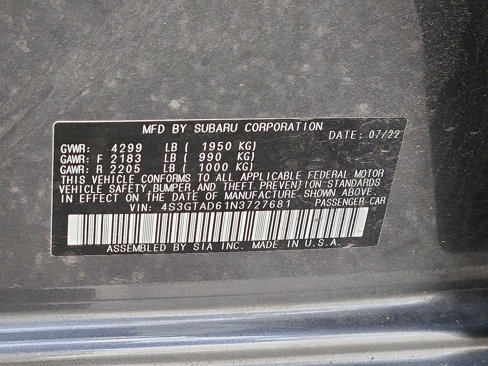 MFD BY SUBARU CORPORATION
DATE: 07/22
GVWR: 4299 LB ( 1950 KG)
GAWR: F 2183 LB ( 990 KG)
GAWR: R 2205 LB ( 1000 KG)
THIS VEHICLE CONFORMS TO ALL APPLICABLE FEDERAL MOTOR
VEHICLE SAFETY, BUMPER, AND THEFT PREVENTION STANDARDS
IN EFFECT ON THE DATE OF MANUFACTURE SHOWN ABOVE.
VIN: 4S3GTAD61N3727681 PASSENGER CAR
ASSEMBLED BY SIA INC. MADE IN U.S.A.